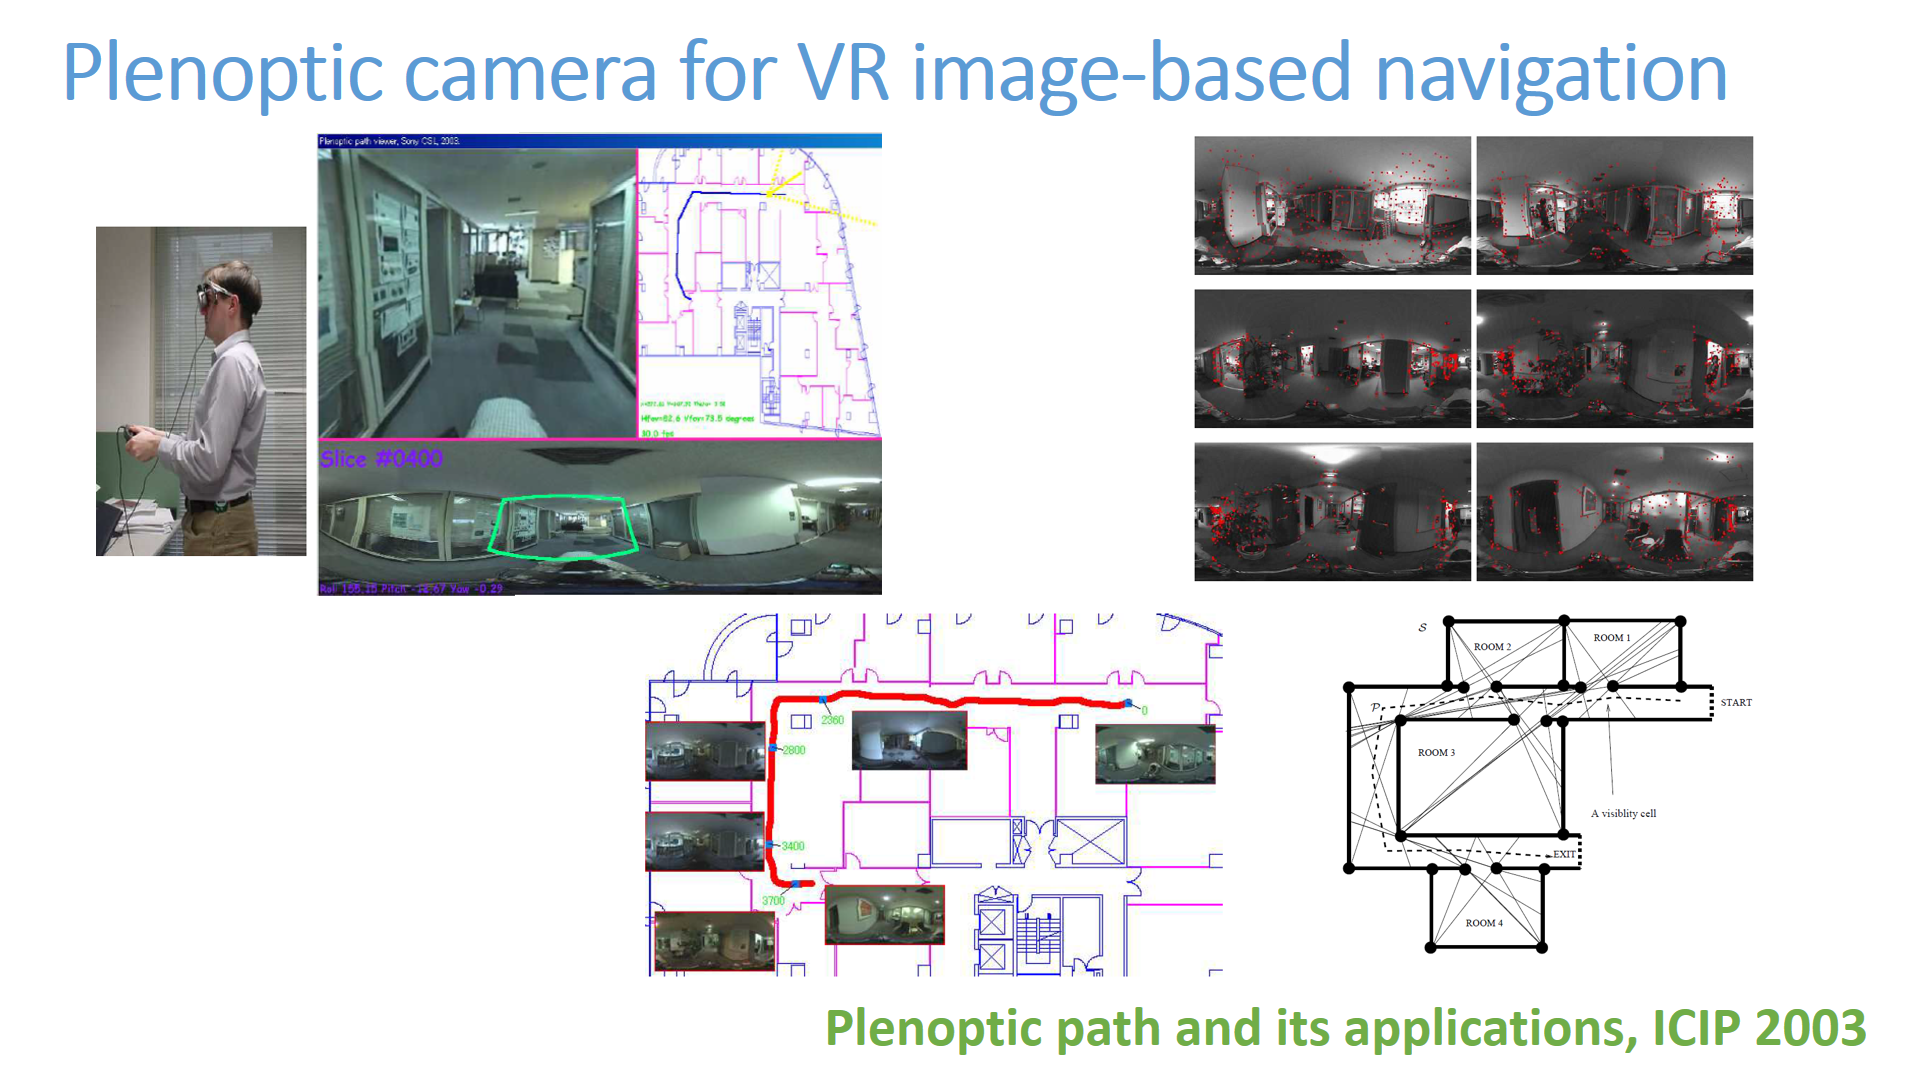 Plenoptic camera for VR image-based navigation
Plenoptic path viewer, Sony CSL, 2003.
Hfov=82.6 Vfov=73.5 degrees
10.0 fps
Slice #0400
Roll 155.15 Pitch -12.67 Yaw -0.29
0
2360
2800
3400
3700
S
ROOM 1
ROOM 2
START
P
ROOM 3
A visiblity cell
EXIT
ROOM 4
Plenoptic path and its applications, ICIP 2003